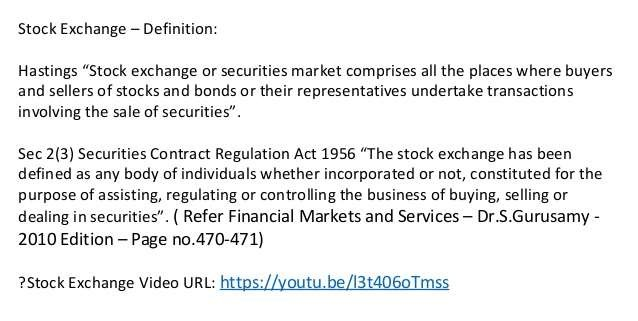 Stock Exchange – Definition:
Hastings “Stock exchange or securities market comprises all the places where buyers
and sellers of stocks and bonds or their representatives undertake transactions
involving the sale of securities”.
Sec 2(3) Securities Contract Regulation Act 1956 “The stock exchange has been
defined as any body of individuals whether incorporated or not, constituted for the
purpose of assisting, regulating or controlling the business of buying, selling or
dealing in securities”. ( Refer Financial Markets and Services – Dr.S.Gurusamy -
2010 Edition – Page no.470-471)
?Stock Exchange Video URL: https://youtu.be/l3t406oTmss